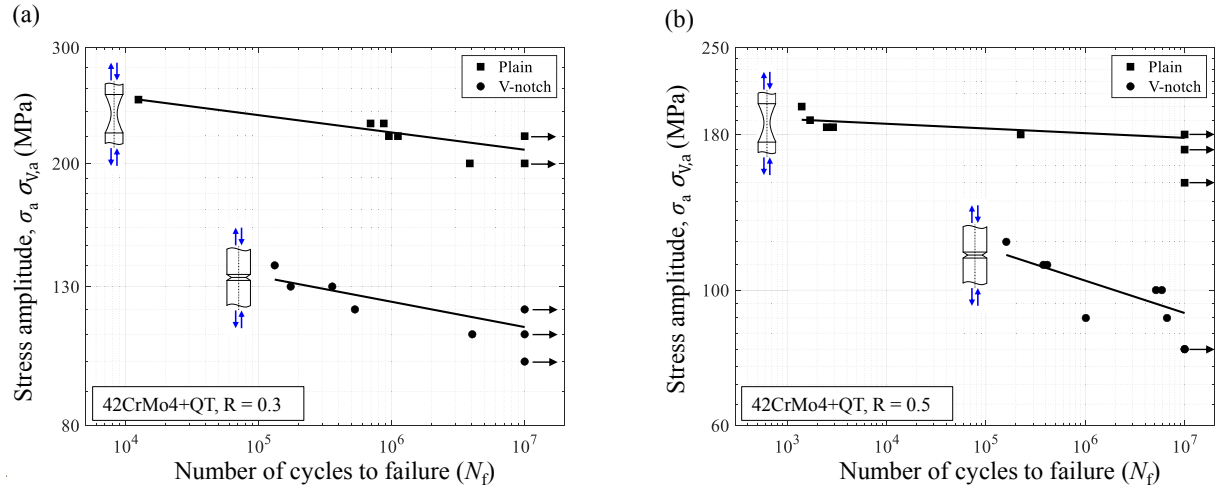 (a)
300
200
130
80
Stress amplitude, σa σV,a (MPa)
Plain
V-notch
42CrMo4+QT, R = 0.3
10^4
10^5
10^6
10^7
Number of cycles to failure (Nf)
(b)
250
180
100
60
Stress amplitude, σa σV,a (MPa)
Plain
V-notch
42CrMo4+QT, R = 0.5
10^3
10^4
10^5
10^6
10^7
Number of cycles to failure (Nf)